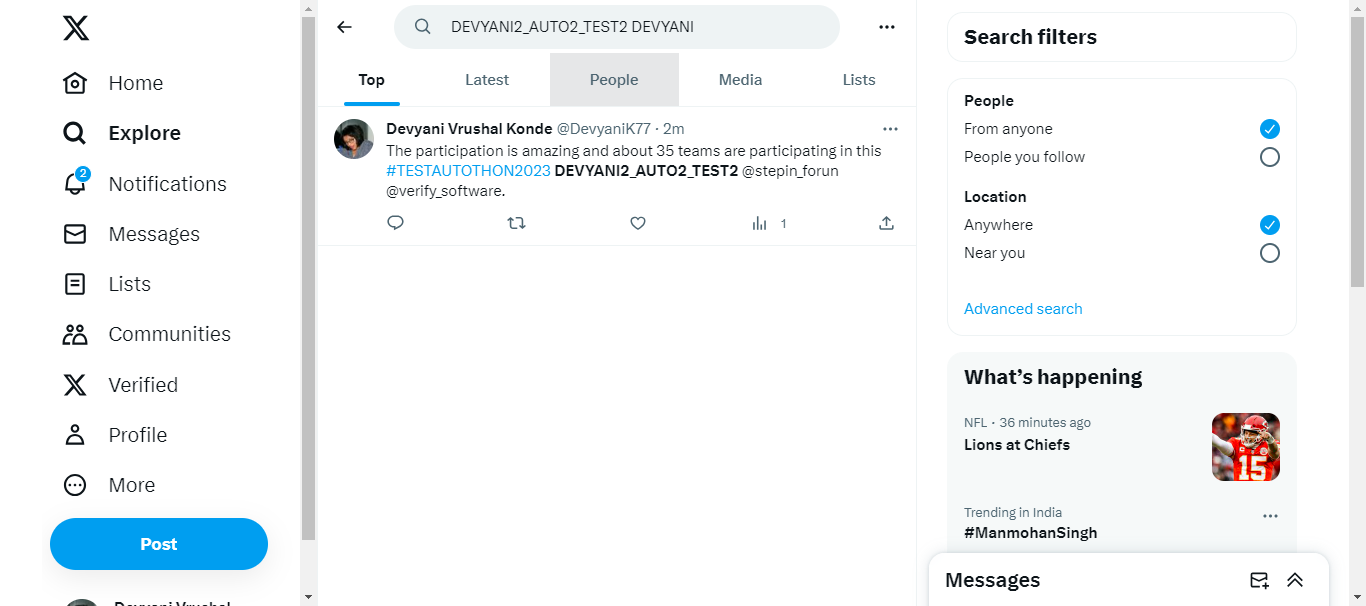 Home
Explore
2
Notifications
Messages
Lists
Communities
Verified
Profile
More
Post
DEVYANI2_AUTO2_TEST2 DEVYANI
Top
Latest
People
Media
Lists
Devyani Vrushal Konde @DevyaniK77 · 2m
The participation is amazing and about 35 teams are participating in this
#TESTAUTOTHON2023 DEVYANI2_AUTO2_TEST2 @stepin_forun
@verify_software.
1
Search filters
People
From anyone
People you follow
Location
Anywhere
Near you
Advanced search
What’s happening
NFL · 36 minutes ago
Lions at Chiefs
15
Trending in India
#ManmohanSingh
Messages
Devyani Vrushal